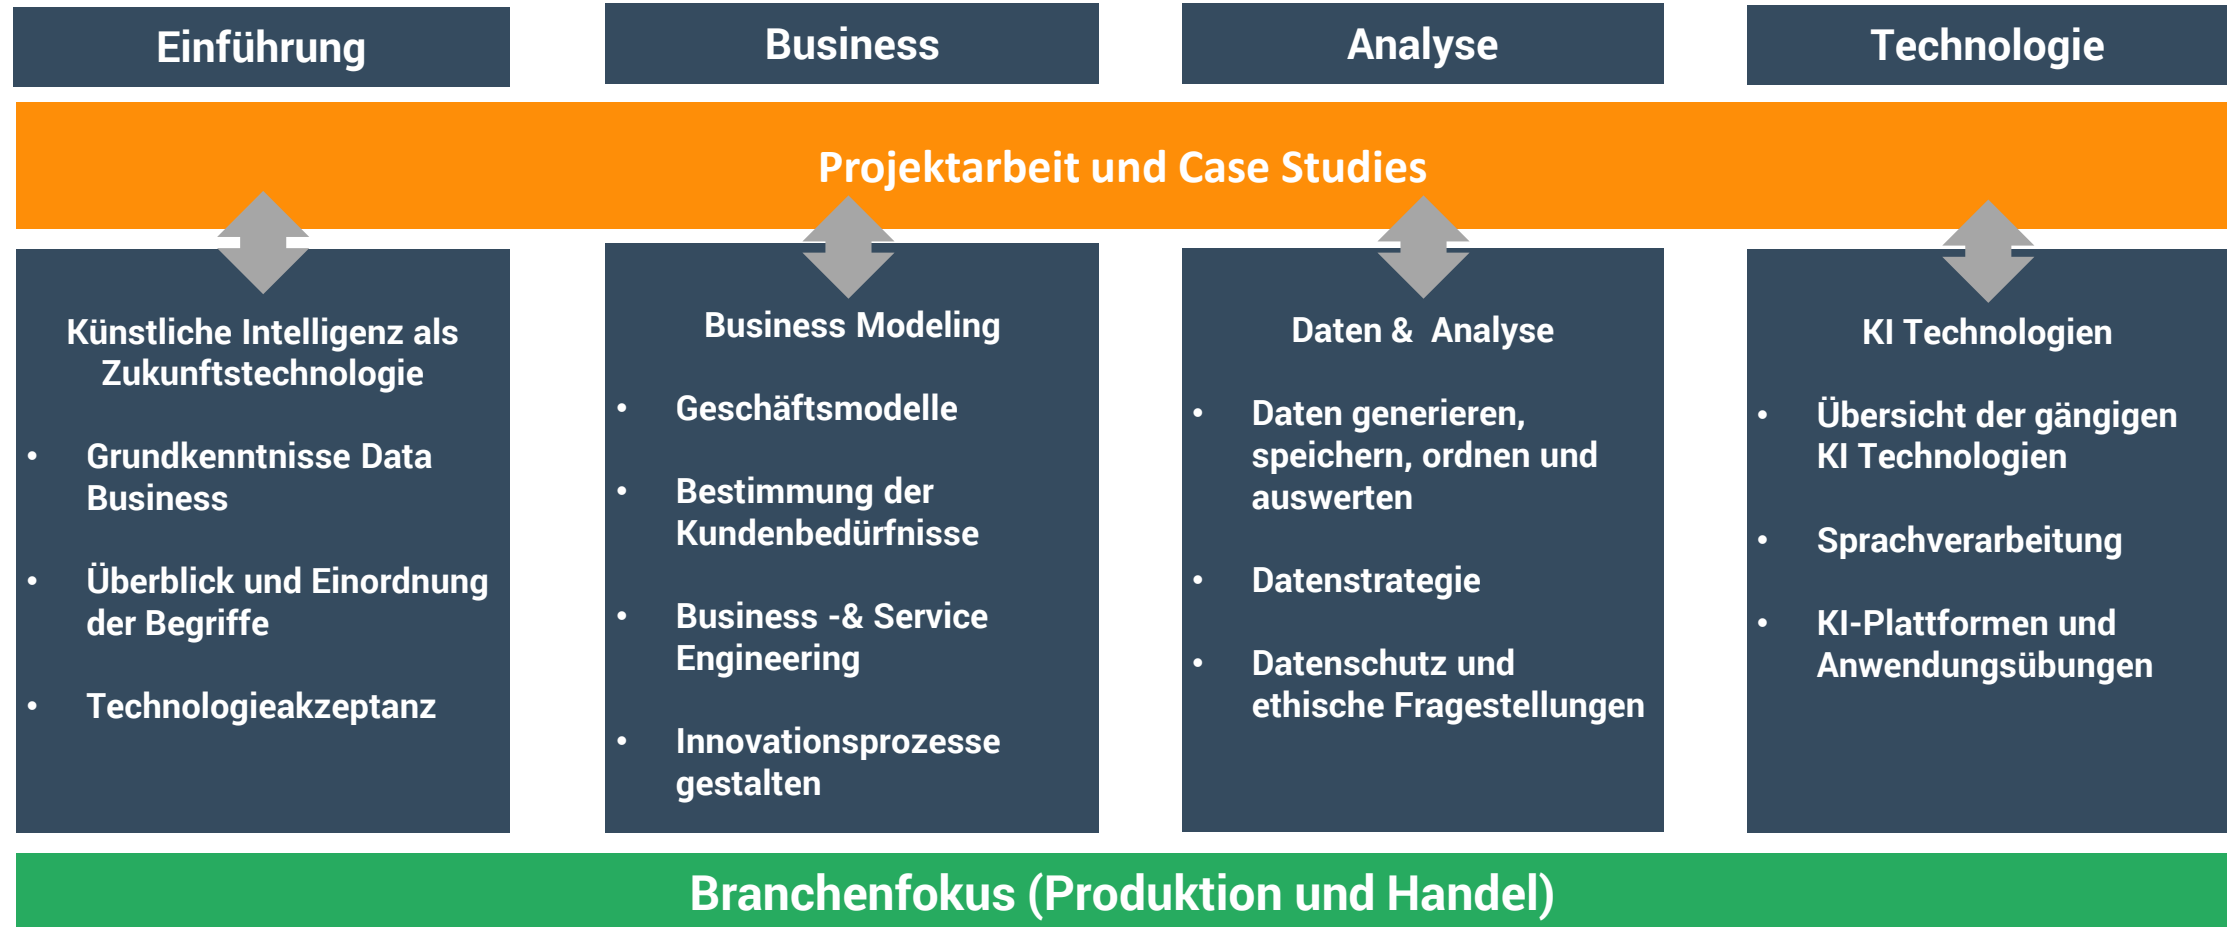 Einführung
Business
Analyse
Technologie
Projektarbeit und Case Studies
Künstliche Intelligenz als
Zukunftstechnologie
• Grundkenntnisse Data
Business
• Überblick und Einordnung
der Begriffe
• Technologieakzeptanz
Business Modeling
• Geschäftsmodelle
• Bestimmung der
Kundenbedürfnisse
• Business -& Service
Engineering
• Innovationsprozesse
gestalten
Daten & Analyse
• Daten generieren,
speichern, ordnen und
auswerten
• Datenstrategie
• Datenschutz und
ethische Fragestellungen
KI Technologien
• Übersicht der gängigen
KI Technologien
• Sprachverarbeitung
• KI-Plattformen und
Anwendungsübungen
Branchenfokus (Produktion und Handel)